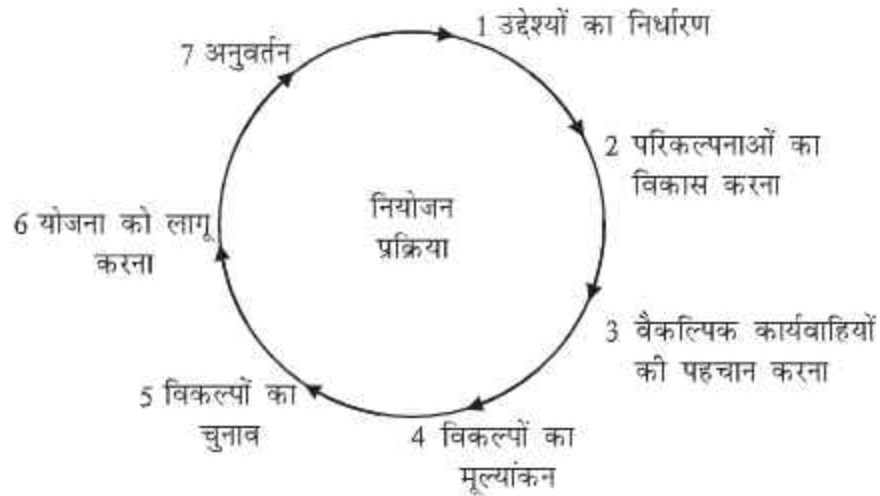 1 उद्देश्यों का निर्धारण
2 परिकल्पनाओं का
विकास करना
3 वैकल्पिक कार्यवाहियों
की पहचान करना
4 विकल्पों का
मूल्यांकन
5 विकल्पों का
चुनाव
6 योजना को लागू
करना
7 अनुवर्तन
नियोजन
प्रक्रिया